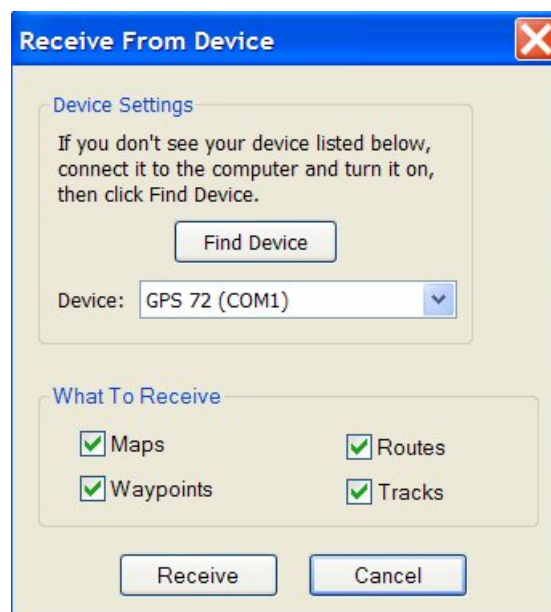 Receive From Device
Device Settings
If you don't see your device listed below,
connect it to the computer and turn it on,
then click Find Device.
Find Device
Device: GPS 72 (COM1)
What To Receive
Maps Routes
Waypoints Tracks
Receive Cancel